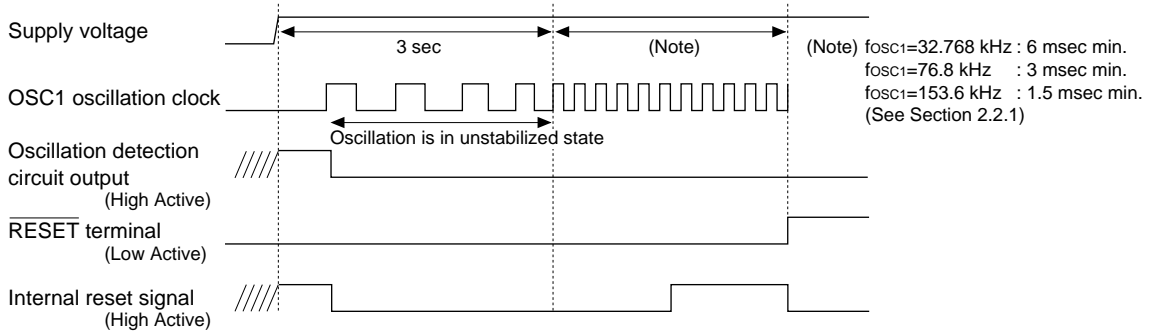 Supply voltage
3 sec
(Note)
(Note) fOSC1=32.768 kHz : 6 msec min.
fOSC1=76.8 kHz : 3 msec min.
fOSC1=153.6 kHz : 1.5 msec min.
(See Section 2.2.1)
OSC1 oscillation clock
Oscillation is in unstabilized state
Oscillation detection
circuit output
(High Active)
RESET terminal
(Low Active)
Internal reset signal
(High Active)